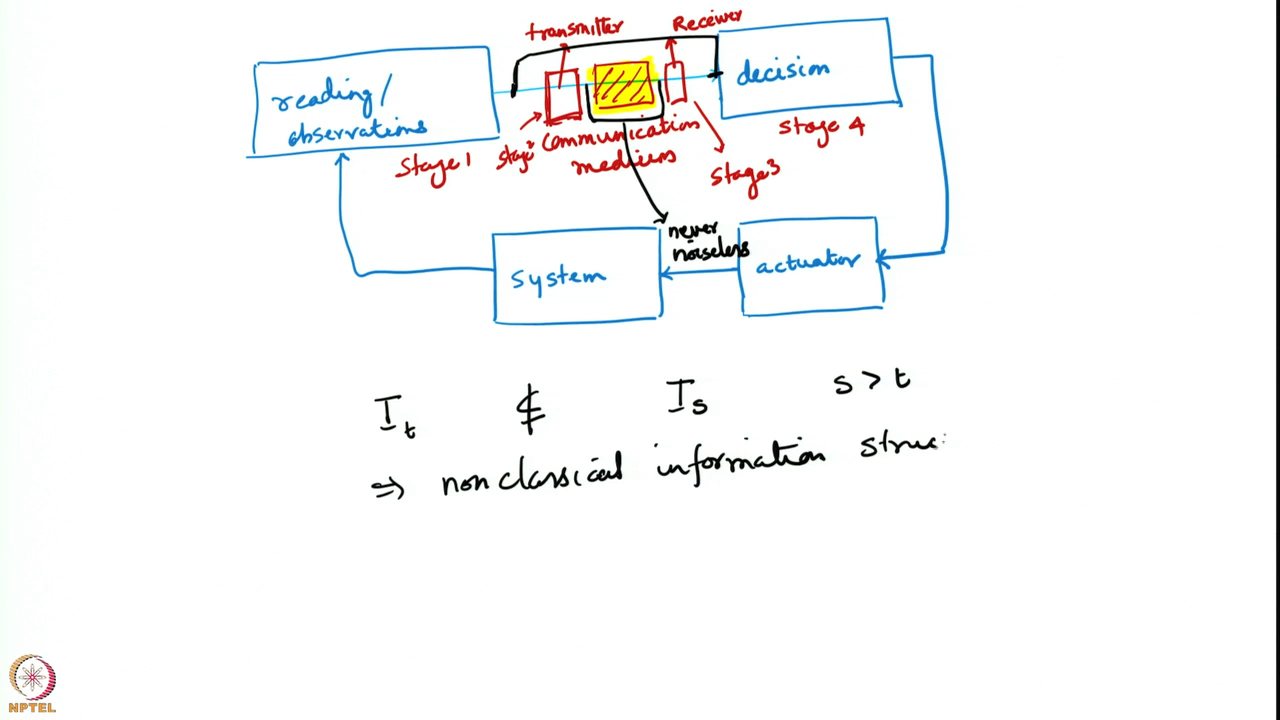 transmitter
Receiver
reading/
observations
decision
stage 1
stage 2
communication
medium
stage 3
stage 4
never
noiseless
system
actuator
I_t ⊄ I_s s > t
⇒ nonclassical information struc
NPTEL